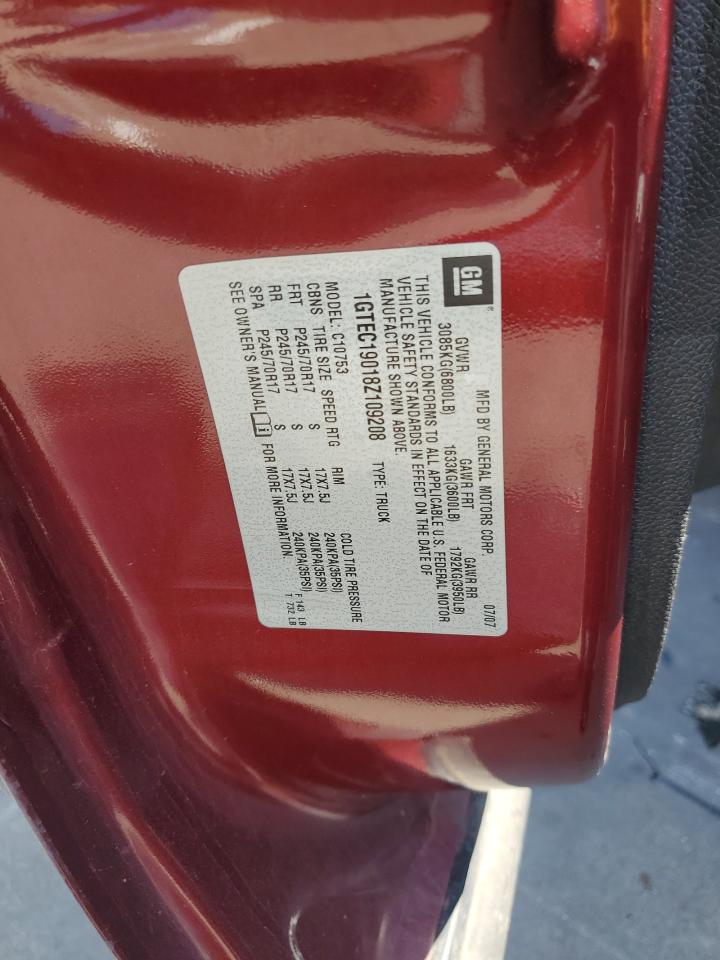 GM ®
MFD BY GENERAL MOTORS CORP. 07/07
GVWR GAWR FRT GAWR RR
3085KG(6800LB) 1633KG(3600LB) 1792KG(3950LB)
THIS VEHICLE CONFORMS TO ALL APPLICABLE U.S. FEDERAL MOTOR
VEHICLE SAFETY STANDARDS IN EFFECT ON THE DATE OF
MANUFACTURE SHOWN ABOVE.
1GTEC19018Z109208 TYPE: TRUCK
MODEL: C10753
CBNS TIRE SIZE SPEED RTG RIM COLD TIRE PRESSURE
FRT P245/70R17 S 17X7.5J 240KPA(35PSI)
RR P245/70R17 S 17X7.5J 240KPA(35PSI)
SPA P245/70R17 S 17X7.5J 240KPA(35PSI)
SEE OWNER'S MANUAL FOR MORE INFORMATION.
F 143 LB
T 732 LB